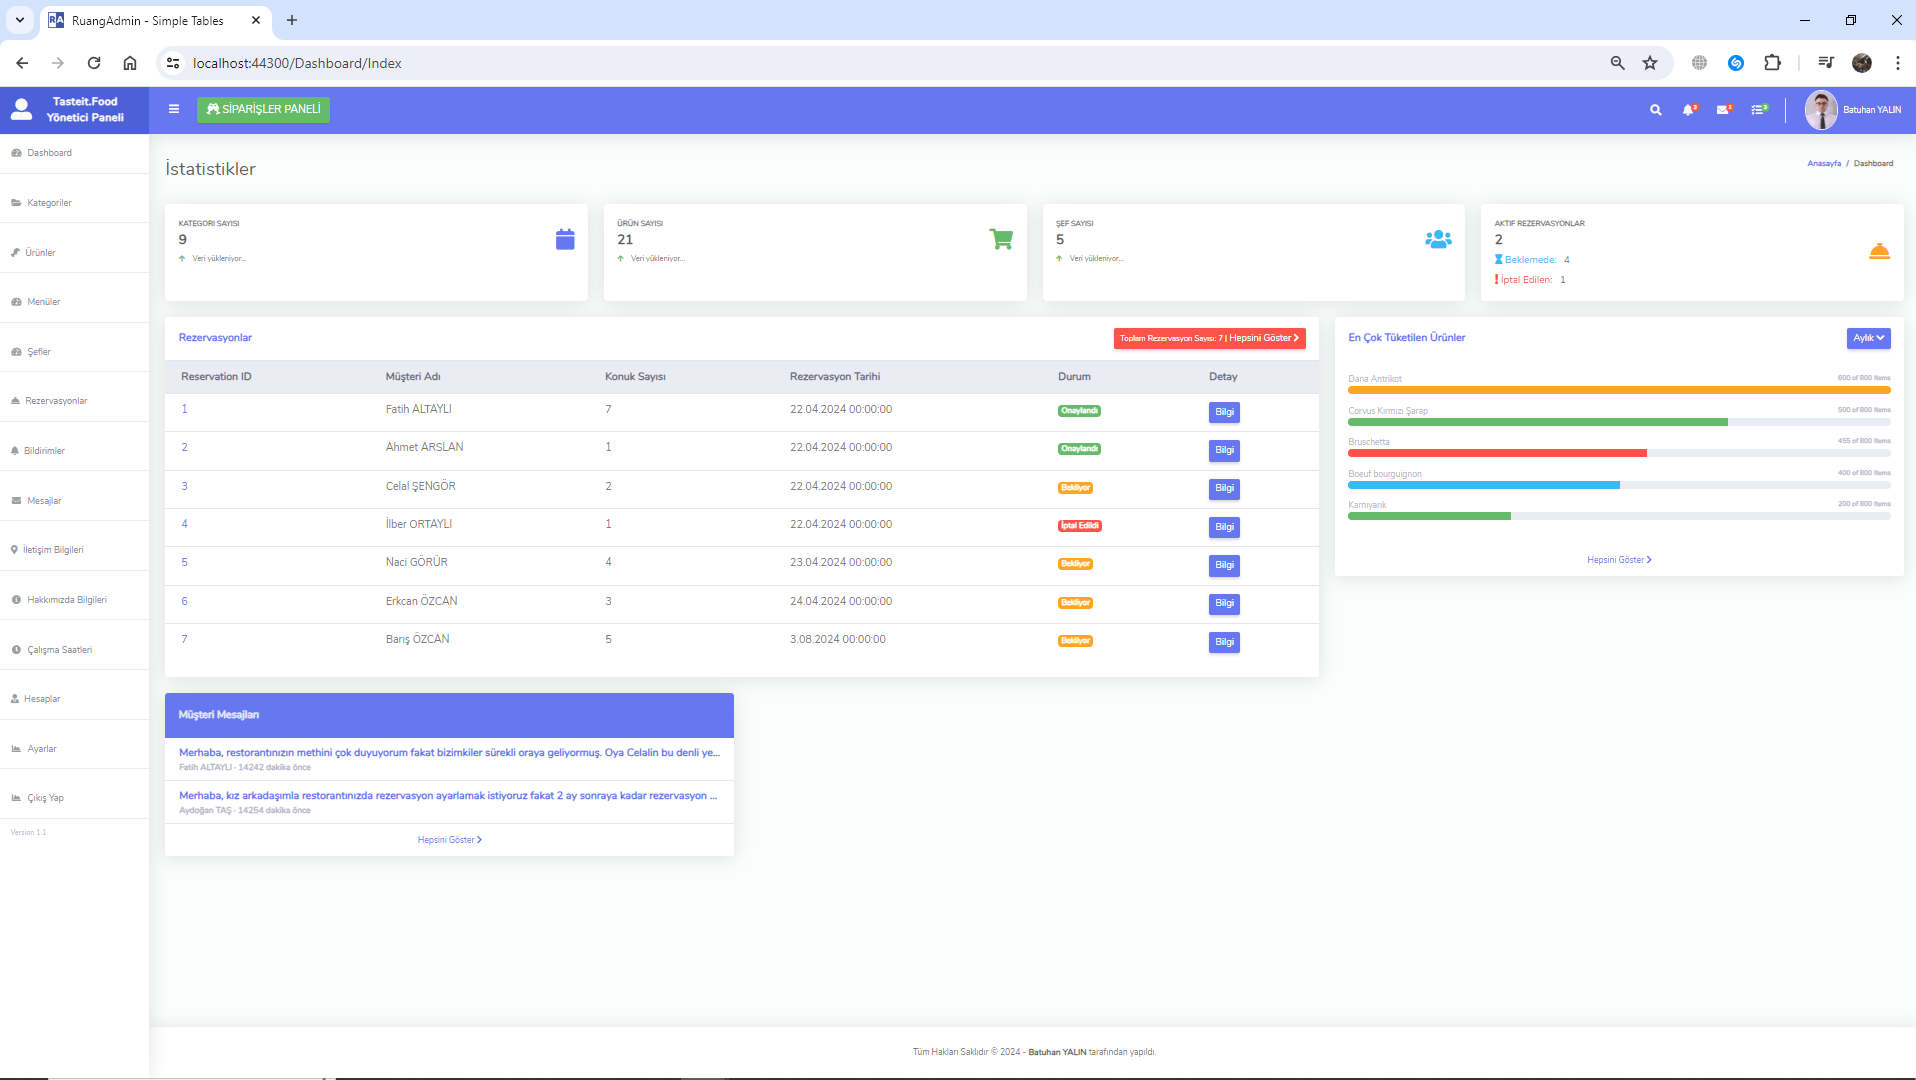 RuangAdmin - Simple Tables
localhost:44300/Dashboard/Index
Tasteit.Food
Yönetici Paneli
SİPARİŞLER PANELİ
3
1
3
Batuhan YALIN
Dashboard
Kategoriler
Ürünler
Menüler
Şefler
Rezervasyonlar
Bildirimler
Mesajlar
İletişim Bilgileri
Hakkımızda Bilgileri
Çalışma Saatleri
Hesaplar
Ayarlar
Çıkış Yap
Version 1.1
İstatistikler
Anasayfa / Dashboard
KATEGORI SAYISI
9
Veri yükleniyor...
ÜRÜN SAYISI
21
Veri yükleniyor...
ŞEF SAYISI
5
Veri yükleniyor...
AKTIF REZERVASYONLAR
2
Beklemede: 4
İptal Edilen: 1
Rezervasyonlar
Toplam Rezervasyon Sayısı: 7 | Hepsini Göster
Reservation ID Müşteri Adı Konuk Sayısı Rezervasyon Tarihi Durum Detay
1 Fatih ALTAYLI 7 22.04.2024 00:00:00 Onaylandı Bilgi
2 Ahmet ARSLAN 1 22.04.2024 00:00:00 Onaylandı Bilgi
3 Celal ŞENGÖR 2 22.04.2024 00:00:00 Bekliyor Bilgi
4 İlber ORTAYLI 1 22.04.2024 00:00:00 İptal Edildi Bilgi
5 Naci GÖRÜR 4 23.04.2024 00:00:00 Bekliyor Bilgi
6 Erkcan ÖZCAN 3 24.04.2024 00:00:00 Bekliyor Bilgi
7 Barış ÖZCAN 5 3.08.2024 00:00:00 Bekliyor Bilgi
En Çok Tüketilen Ürünler
Aylık
Dana Antrikot 600 of 800 Items
Corvus Kırmızı Şarap 500 of 800 Items
Bruschetta 455 of 800 Items
Boeuf bourguignon 400 of 800 Items
Karnıyarık 200 of 800 Items
Hepsini Göster
Müşteri Mesajları
Merhaba, restorantınızın methini çok duyuyorum fakat bizimkiler sürekli oraya geliyormuş. Oya Celalin bu denli ye...
Fatih ALTAYLI · 14242 dakika önce
Merhaba, kız arkadaşımla restorantınızda rezervasyon ayarlamak istiyoruz fakat 2 ay sonraya kadar rezervasyon ...
Aydoğan TAŞ · 14254 dakika önce
Hepsini Göster
Tüm Hakları Saklıdır © 2024 - Batuhan YALIN tarafından yapıldı.